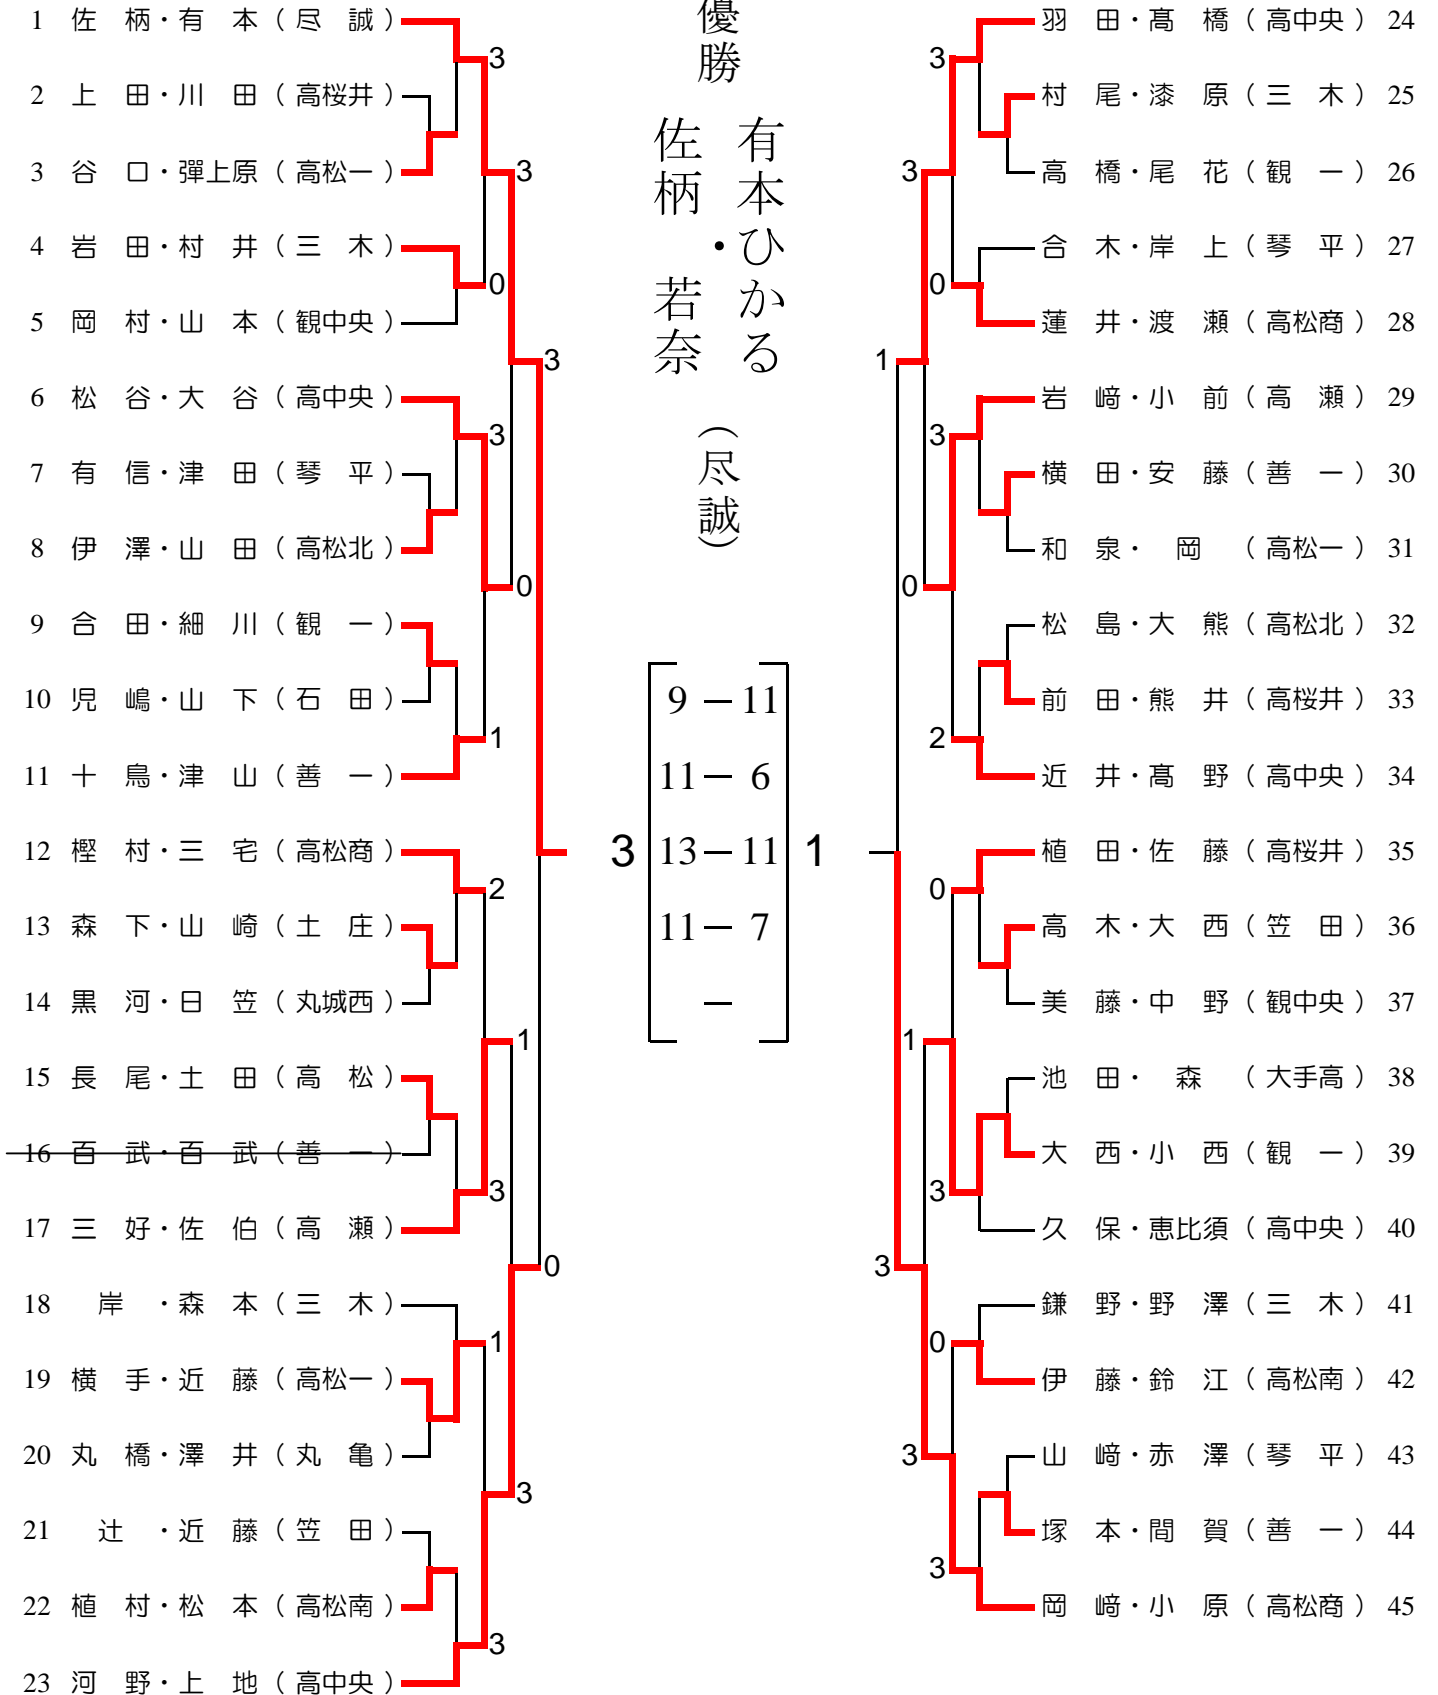 1 佐 柄・有 本 ( 尽 誠 )
2 上 田・川 田 ( 高桜井 )
3 谷 口・彈上原 ( 高松一 )
4 岩 田・村 井 ( 三 木 )
5 岡 村・山 本 ( 観中央 )
6 松 谷・大 谷 ( 高中央 )
7 有 信・津 田 ( 琴 平 )
8 伊 澤・山 田 ( 高松北 )
9 合 田・細 川 ( 観 一 )
10 児 嶋・山 下 ( 石 田 )
11 十 鳥・津 山 ( 善 一 )
12 樫 村・三 宅 ( 高松商 )
13 森 下・山 崎 ( 土 庄 )
14 黒 河・日 笠 ( 丸城西 )
15 長 尾・土 田 ( 高 松 )
16 百 武・百 武 ( 善 一 )
17 三 好・佐 伯 ( 高 瀬 )
18 岸 ・森 本 ( 三 木 )
19 横 手・近 藤 ( 高松一 )
20 丸 橋・澤 井 ( 丸 亀 )
21 辻 ・近 藤 ( 笠 田 )
22 植 村・松 本 ( 高松南 )
23 河 野・上 地 ( 高中央 )
3
3
0
3
3
0
1
2
1
3
0
1
3
3
優勝
有本ひかる
・
佐柄 若奈
(尽誠)
3
9 ー 11
11 ー 6
13 ー 11
11 ー 7
ー
1
3
3
0
1
3
0
2
0
1
3
3
0
3
3
羽 田・髙 橋 ( 高中央 ) 24
村 尾・漆 原 ( 三 木 ) 25
高 橋・尾 花 ( 観 一 ) 26
合 木・岸 上 ( 琴 平 ) 27
蓮 井・渡 瀬 ( 高松商 ) 28
岩 﨑・小 前 ( 高 瀬 ) 29
横 田・安 藤 ( 善 一 ) 30
和 泉・ 岡 ( 高松一 ) 31
松 島・大 熊 ( 高松北 ) 32
前 田・熊 井 ( 高桜井 ) 33
近 井・髙 野 ( 高中央 ) 34
植 田・佐 藤 ( 高桜井 ) 35
高 木・大 西 ( 笠 田 ) 36
美 藤・中 野 ( 観中央 ) 37
池 田・ 森 ( 大手高 ) 38
大 西・小 西 ( 観 一 ) 39
久 保・恵比須 ( 高中央 ) 40
鎌 野・野 澤 ( 三 木 ) 41
伊 藤・鈴 江 ( 高松南 ) 42
山 﨑・赤 澤 ( 琴 平 ) 43
塚 本・間 賀 ( 善 一 ) 44
岡 﨑・小 原 ( 高松商 ) 45